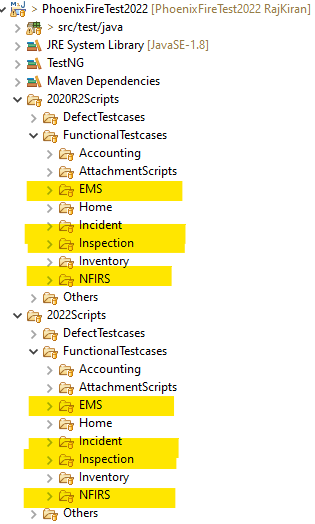 PhoenixFireTest2022 [PhoenixFireTest2022 RajKiran]
> src/test/java
JRE System Library [JavaSE-1.8]
TestNG
Maven Dependencies
2020R2Scripts
DefectTestcases
FunctionalTestcases
Accounting
AttachmentScripts
EMS
Home
Incident
Inspection
Inventory
NFIRS
Others
2022Scripts
DefectTestcases
FunctionalTestcases
Accounting
AttachmentScripts
EMS
Home
Incident
Inspection
Inventory
NFIRS
Others